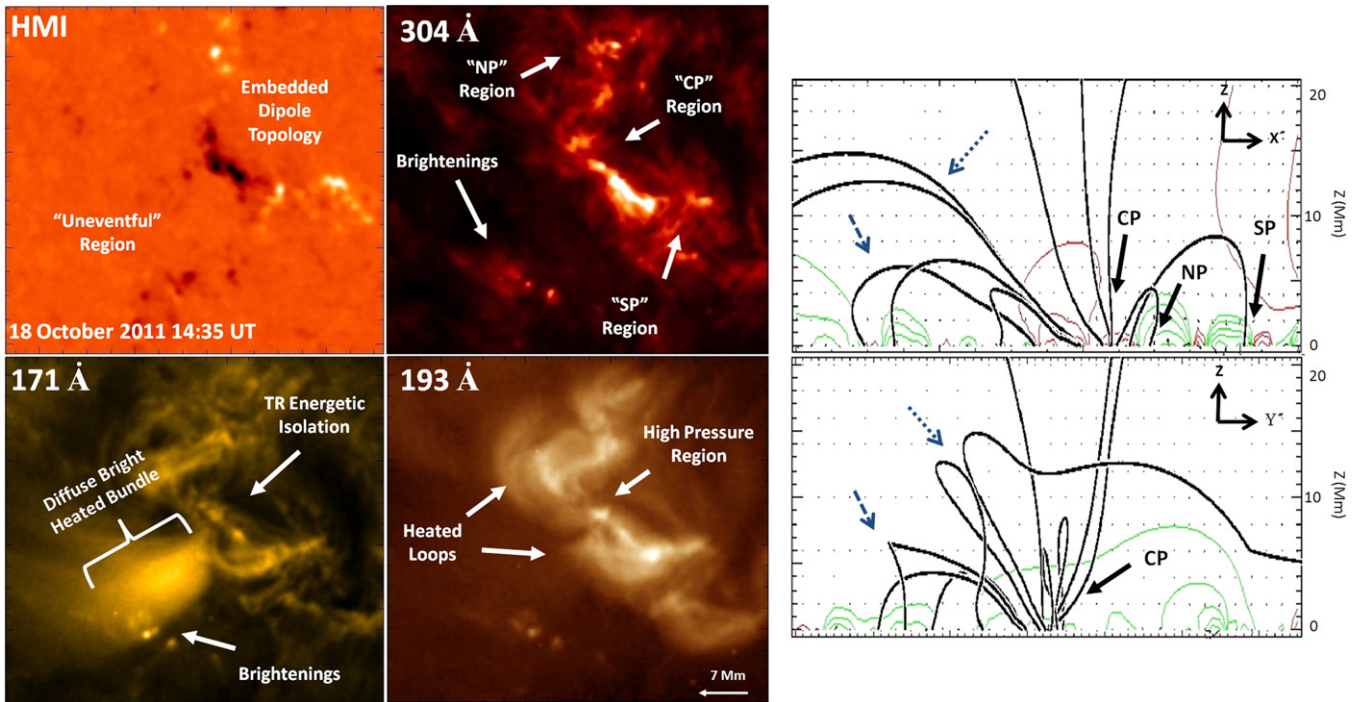 HMI
Embedded
Dipole
Topology
"Uneventful"
Region
18 October 2011 14:35 UT
304 Å
"NP"
Region
"CP"
Region
Brightenings
"SP"
Region
171 Å
TR Energetic
Isolation
Diffuse Bright
Heated Bundle
Brightenings
193 Å
High Pressure
Region
Heated
Loops
7 Mm
Z
X"
20
10
0
Z (Mm)
CP
NP
SP
Z
Y"
20
10
0
Z (Mm)
CP